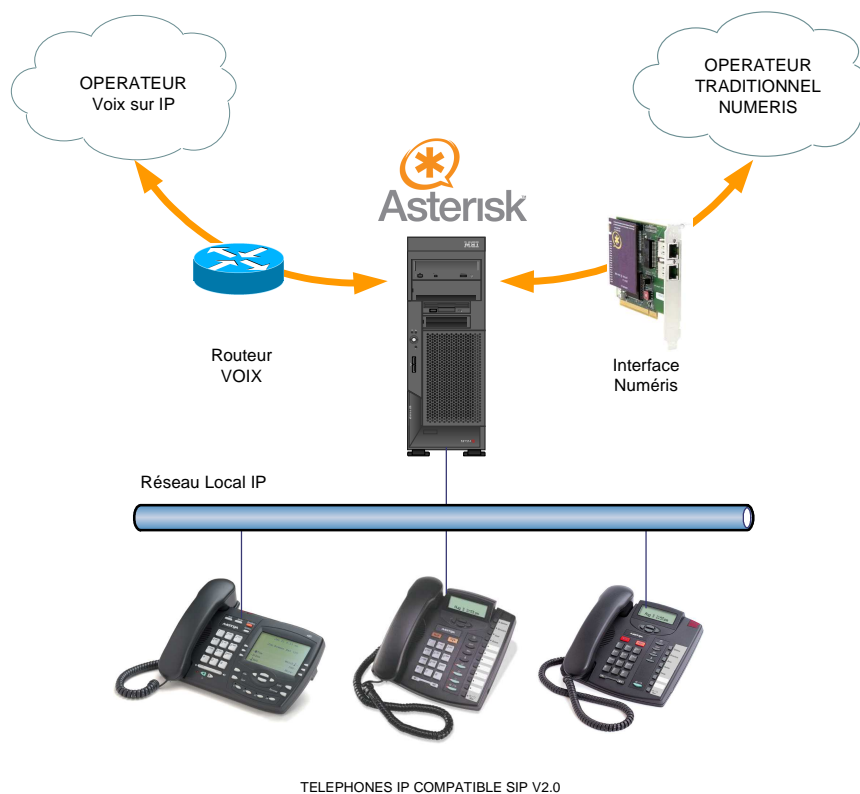 OPERATEUR
Voix sur IP
OPERATEUR
TRADITIONNEL
NUMERIS
Asterisk
Routeur
VOIX
Interface
Numéris
Réseau Local IP
TELEPHONES IP COMPATIBLE SIP V2.0